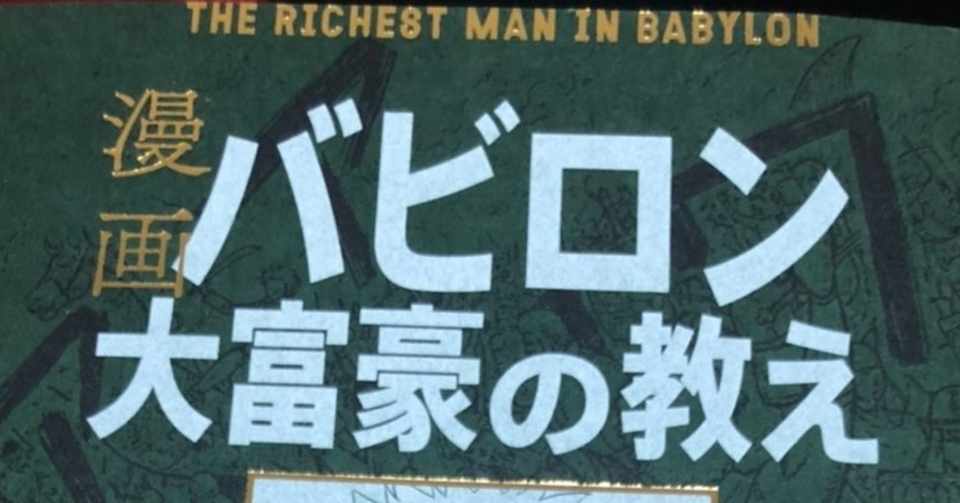 THE RICHEST MAN IN BABYLON
漫画
バビロン
大富豪の教え